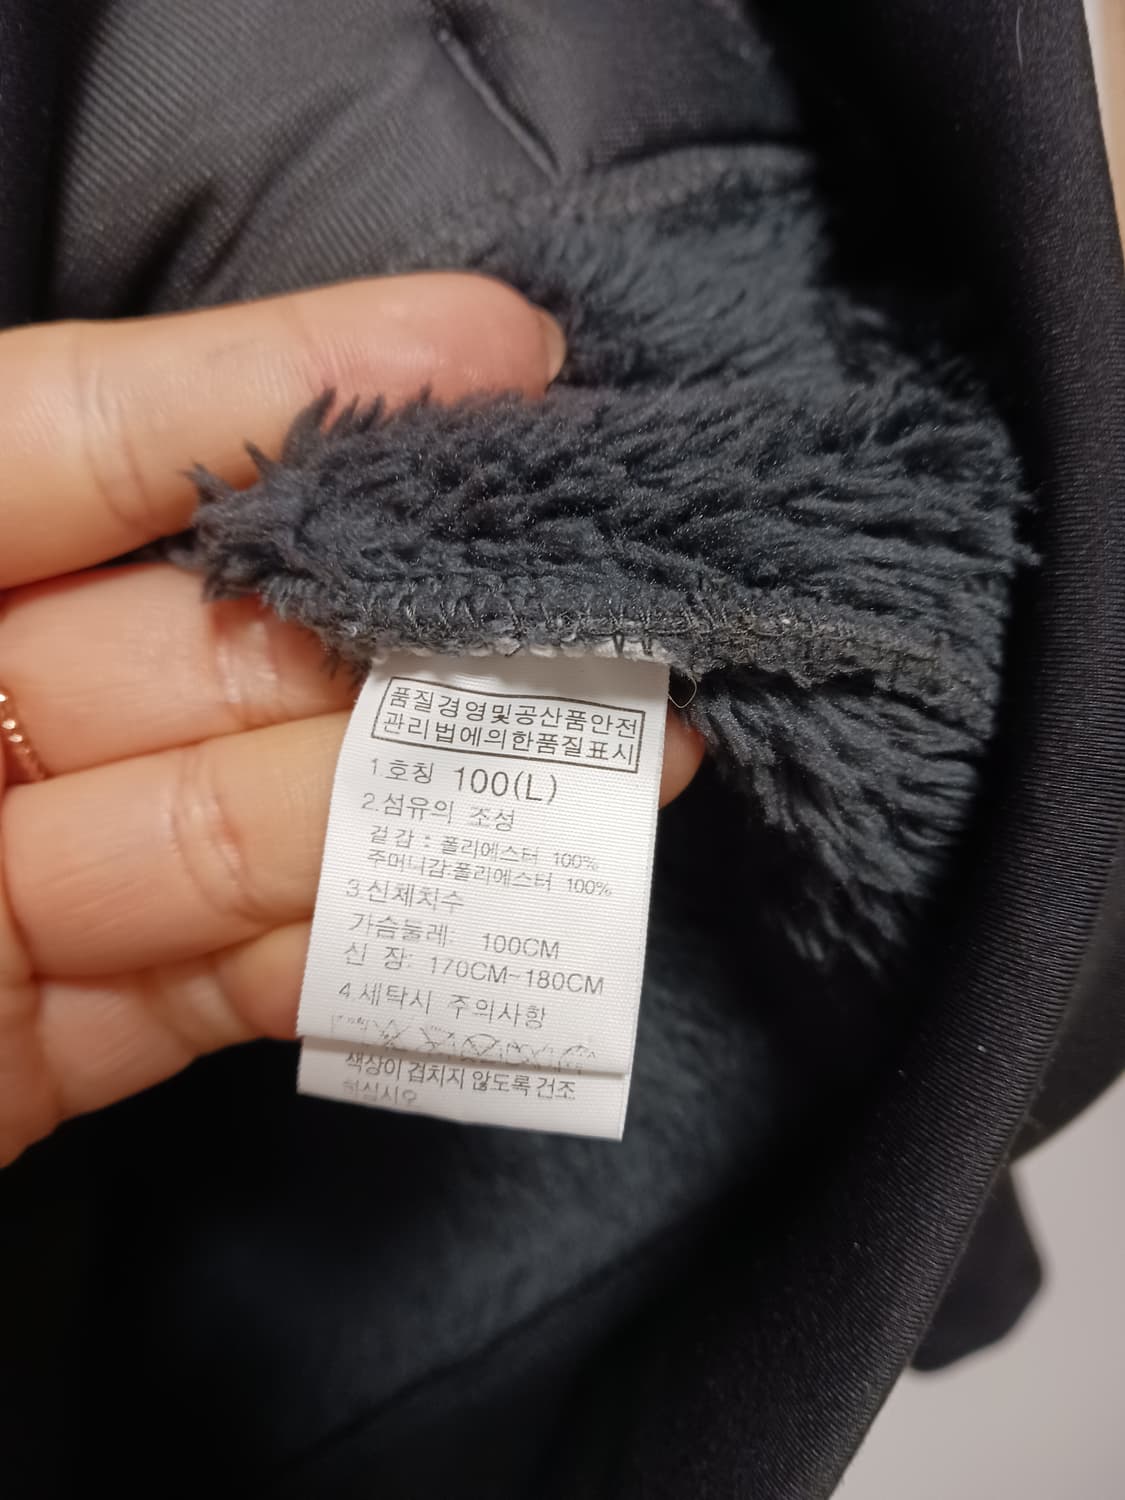 품질경영및공산품안전
관리법에의한품질표시
1.호칭 100(L)
2.섬유의 조성
겉감 : 폴리에스터 100%
주머니감:폴리에스터 100%
3.신체치수
가슴둘레: 100CM
신 장: 170CM~180CM
4.세탁시 주의사항
색상이 겹치지 않도록건조
하십시오